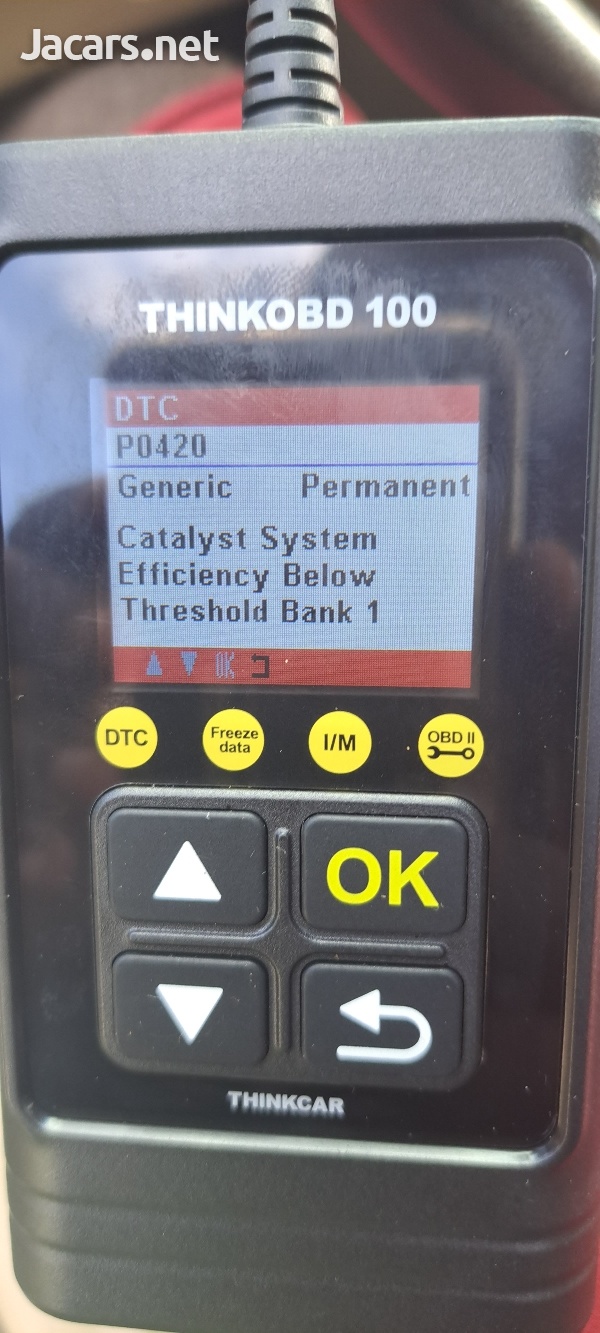 Jacars.net
THINKOBD 100
DTC
P0420
Generic Permanent
Catalyst System
Efficiency Below
Threshold Bank 1
OK
DTC
Freeze
data
I/M
OBD II
OK
THINKCAR